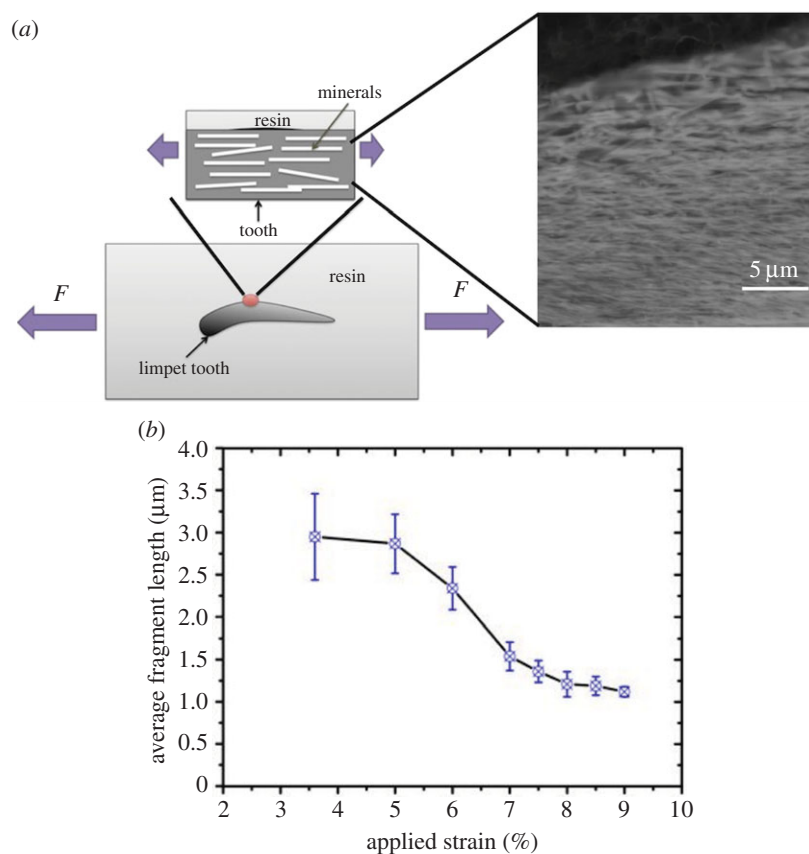 (a)
minerals
resin
tooth
F
resin
F
limpet tooth
5 μm
(b)
4.0
3.5
3.0
2.5
2.0
1.5
1.0
0.5
0
average fragment length (μm)
2 3 4 5 6 7 8 9 10
applied strain (%)